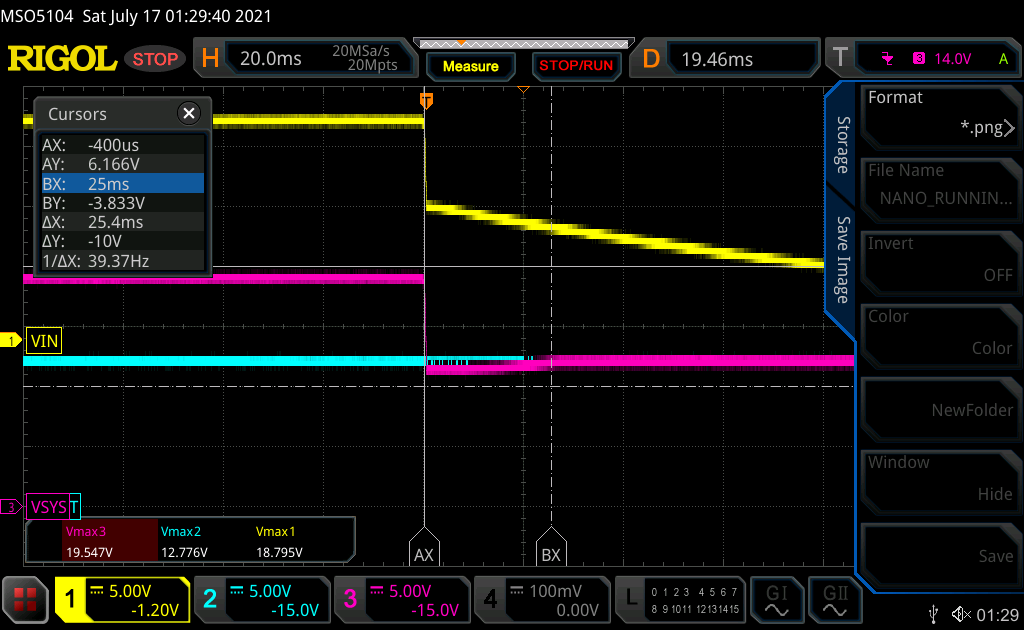 MSO5104 Sat July 17 01:29:40 2021
RIGOL STOP H 20.0ms 20MSa/s 20Mpts Measure STOP/RUN D 19.46ms T 3 14.0V A
T
Cursors
AX: -400us
AY: 6.166V
BX: 25ms
BY: -3.833V
ΔX: 25.4ms
ΔY: -10V
1/ΔX: 39.37Hz
1 VIN
3 VSYS T
Vmax3 Vmax2 Vmax1
19.547V 12.776V 18.795V
AX BX
Storage
Save Image
Format
*.png
File Name
NANO_RUNNIN...
Invert
OFF
Color
Color
NewFolder
Window
Hide
Save
1 5.00V -1.20V
2 5.00V -15.0V
3 5.00V -15.0V
4 100mV 0.00V
L 0 1 2 3 4 5 6 7
8 9 10 11 12 13 14 15
GI GII
01:29